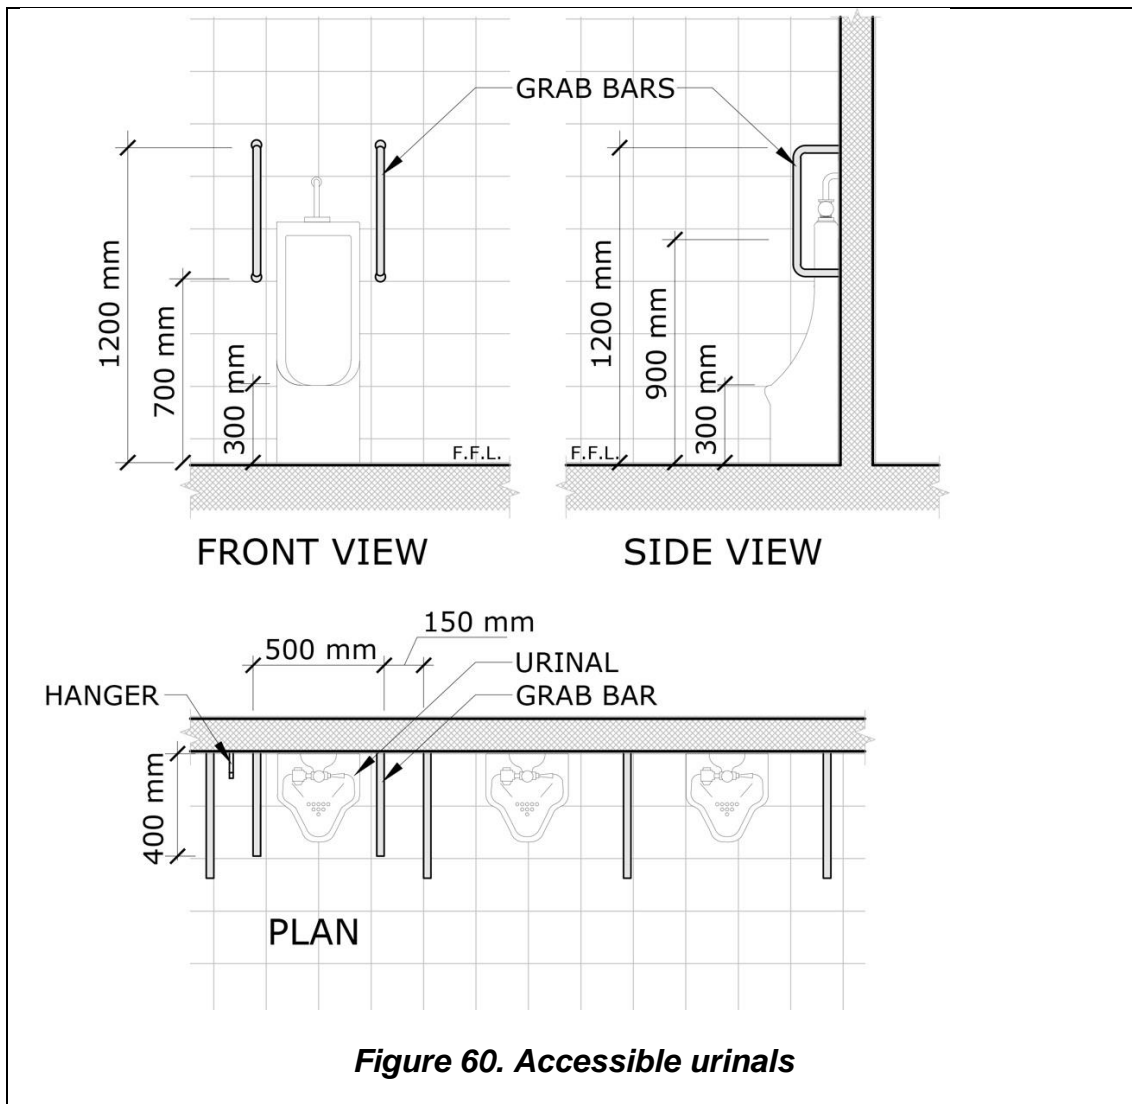 GRAB BARS
1200 mm
700 mm
300 mm
F.F.L.
1200 mm
900 mm
300 mm
F.F.L.
FRONT VIEW
SIDE VIEW
150 mm
500 mm
URINAL
HANGER
GRAB BAR
400 mm
PLAN
Figure 60. Accessible urinals